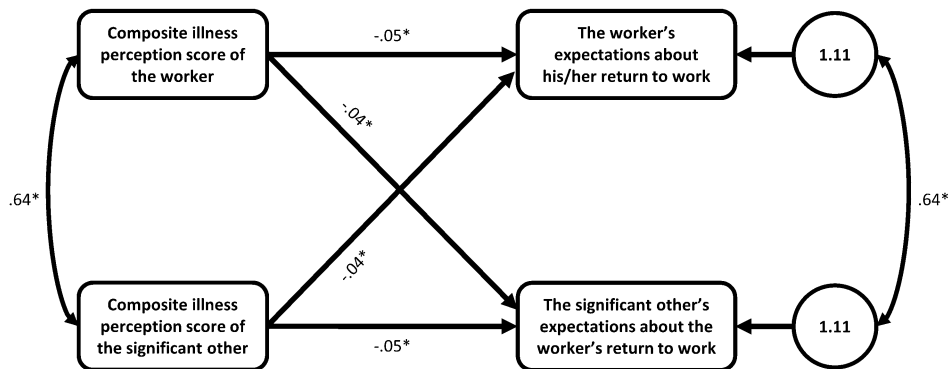 Composite illness
perception score of
the worker
-.05*
The worker's
expectations about
his/her return to work
1.11
-.04*
.64*
.64*
-.04*
Composite illness
perception score of
the significant other
-.05*
The significant other's
expectations about the
worker's return to work
1.11